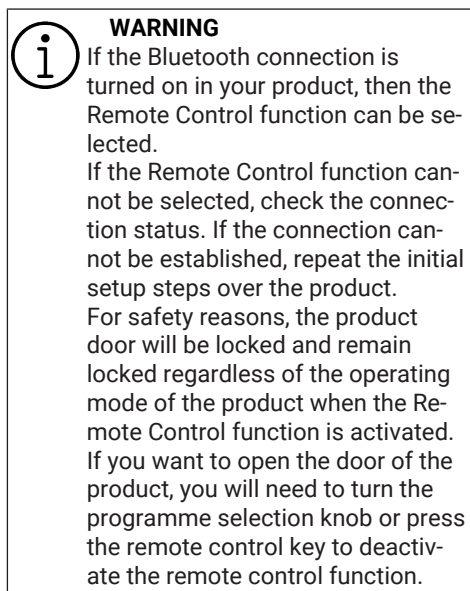 WARNING
If the Bluetooth connection is
turned on in your product, then the
Remote Control function can be se-
lected.
If the Remote Control function can-
not be selected, check the connec-
tion status. If the connection can-
not be established, repeat the initial
setup steps over the product.
For safety reasons, the product
door will be locked and remain
locked regardless of the operating
mode of the product when the Re-
mote Control function is activated.
If you want to open the door of the
product, you will need to turn the
programme selection knob or press
the remote control key to deactiv-
ate the remote control function.